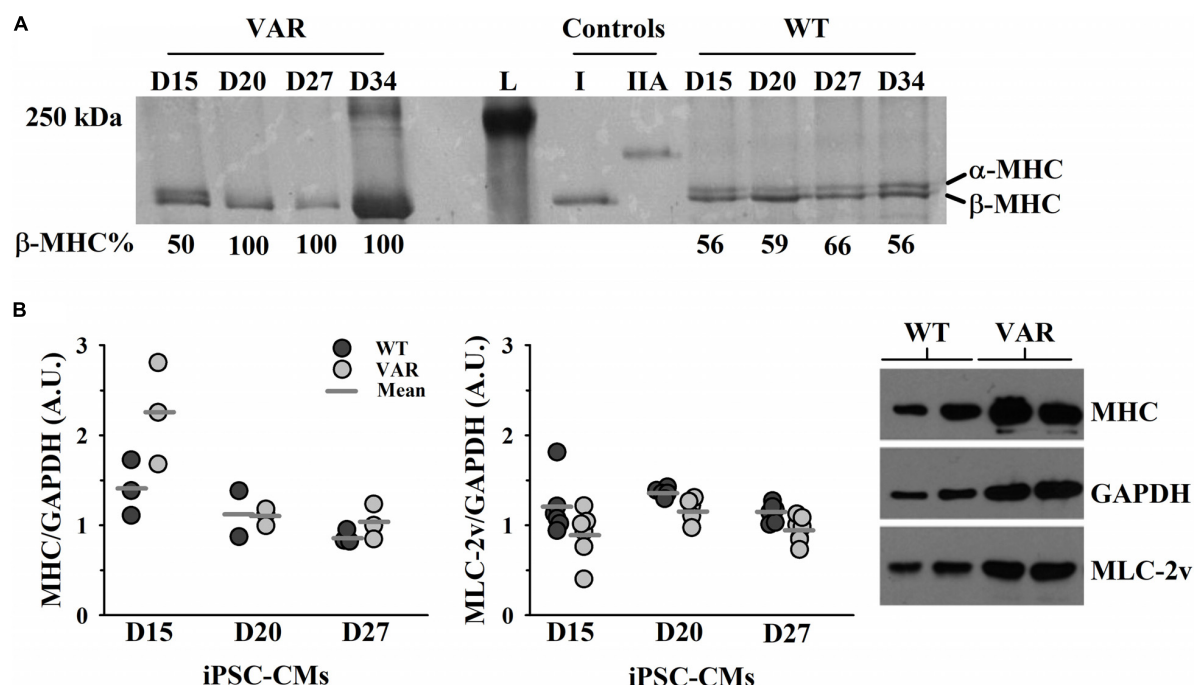 A
VAR
Controls
WT
D15 D20 D27 D34 L I IIA D15 D20 D27 D34
250 kDa
α-MHC
β-MHC
β-MHC% 50 100 100 100 56 59 66 56
B
MHC/GAPDH (A.U.)
3
2
1
0
WT
VAR
Mean
D15 D20 D27
iPSC-CMs
MLC-2v/GAPDH (A.U.)
3
2
1
0
D15 D20 D27
iPSC-CMs
WT VAR
MHC
GAPDH
MLC-2v